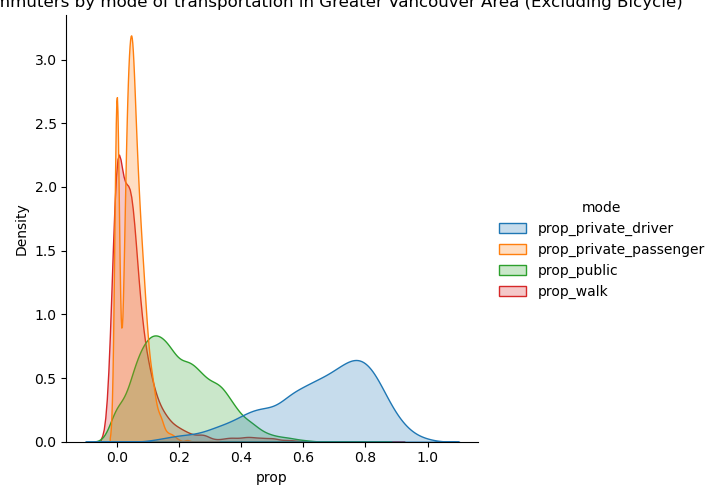 by mode of transportation in Greater Vancouver Area (Excluding Bicycle)
3.0
2.5
2.0
1.5
1.0
0.5
0.0
Density
0.0 0.2 0.4 0.6 0.8 1.0
prop
mode
prop_private_driver
prop_private_passenger
prop_public
prop_walk